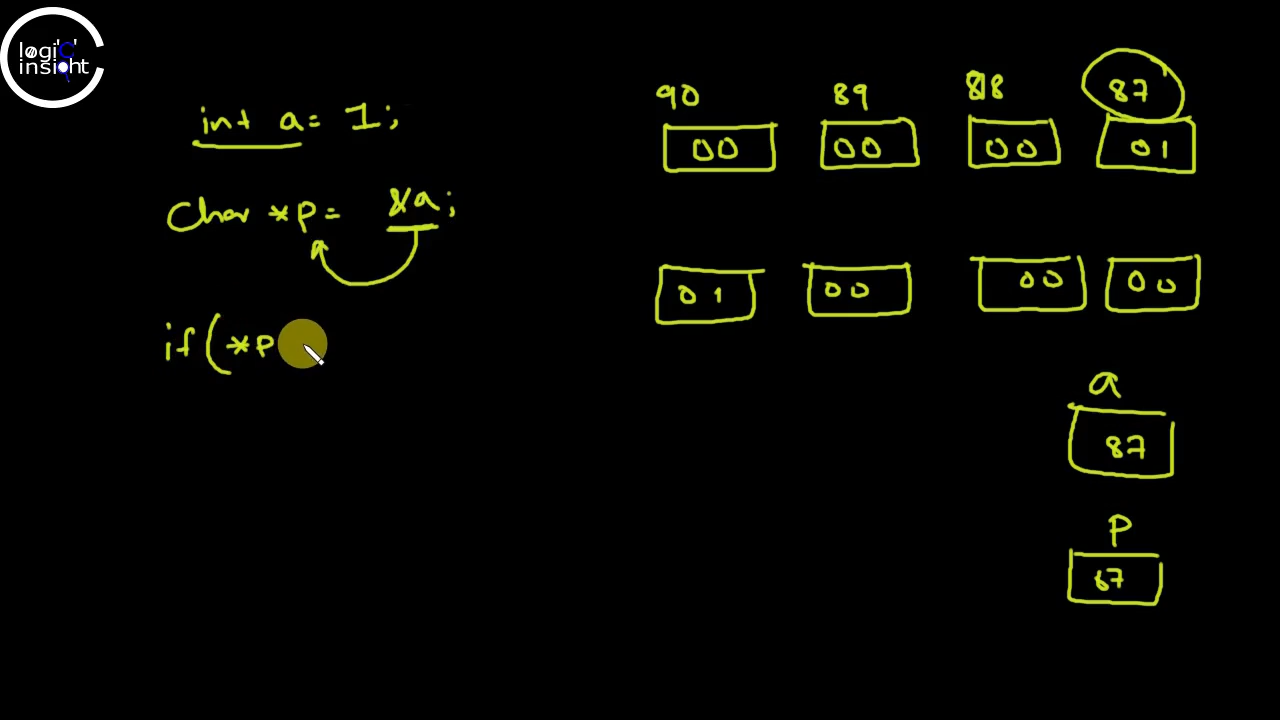 logi'C'
insight
int a = 1;
Char *p = &a;
if (*p
90 89 88 87
00 00 00 01
01 00 00 00
a
87
p
87